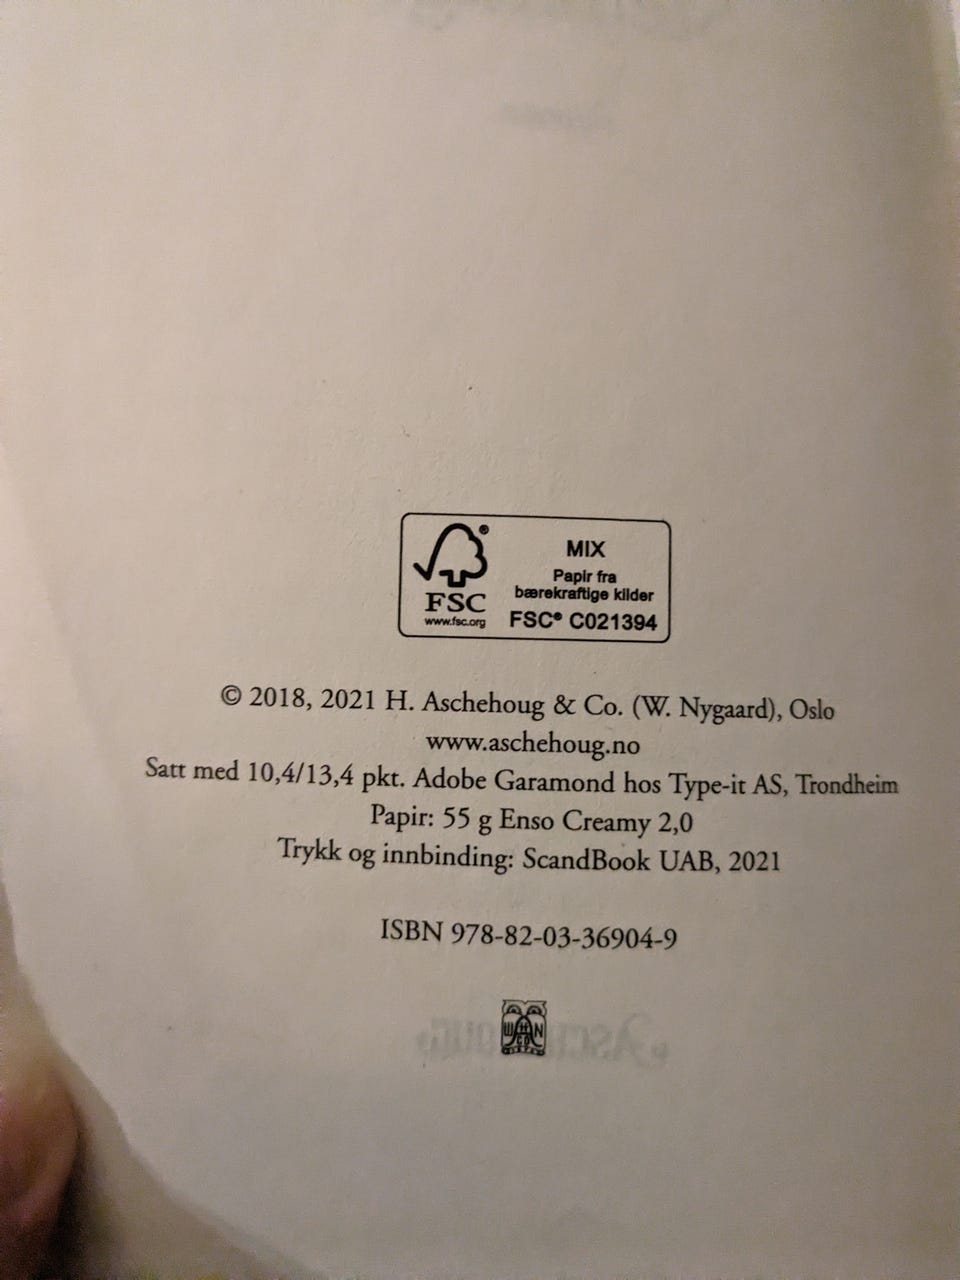 FSC®
www.fsc.org
MIX
Papir fra
bærekraftige kilder
FSC® C021394
© 2018, 2021 H. Aschehoug & Co. (W. Nygaard), Oslo
www.aschehoug.no
Satt med 10,4/13,4 pkt. Adobe Garamond hos Type-it AS, Trondheim
Papir: 55 g Enso Creamy 2,0
Trykk og innbinding: ScandBook UAB, 2021
ISBN 978-82-03-36904-9